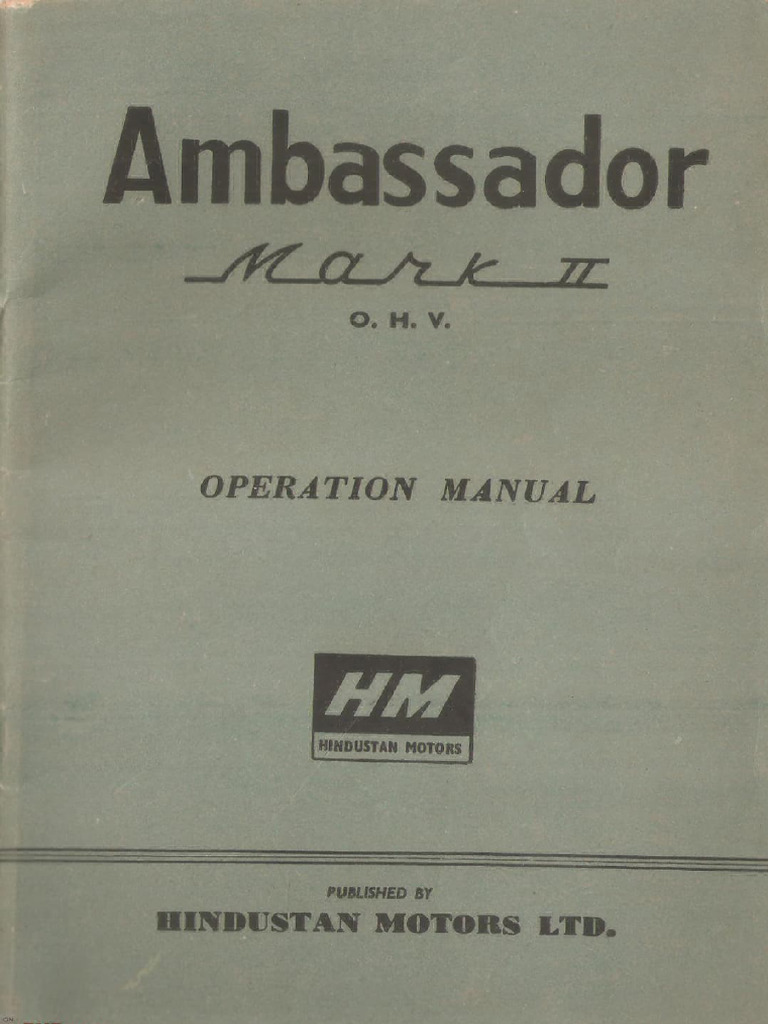 Ambassador
Mark II
O. H. V.
OPERATION MANUAL
HM
HINDUSTAN MOTORS
PUBLISHED BY
HINDUSTAN MOTORS LTD.